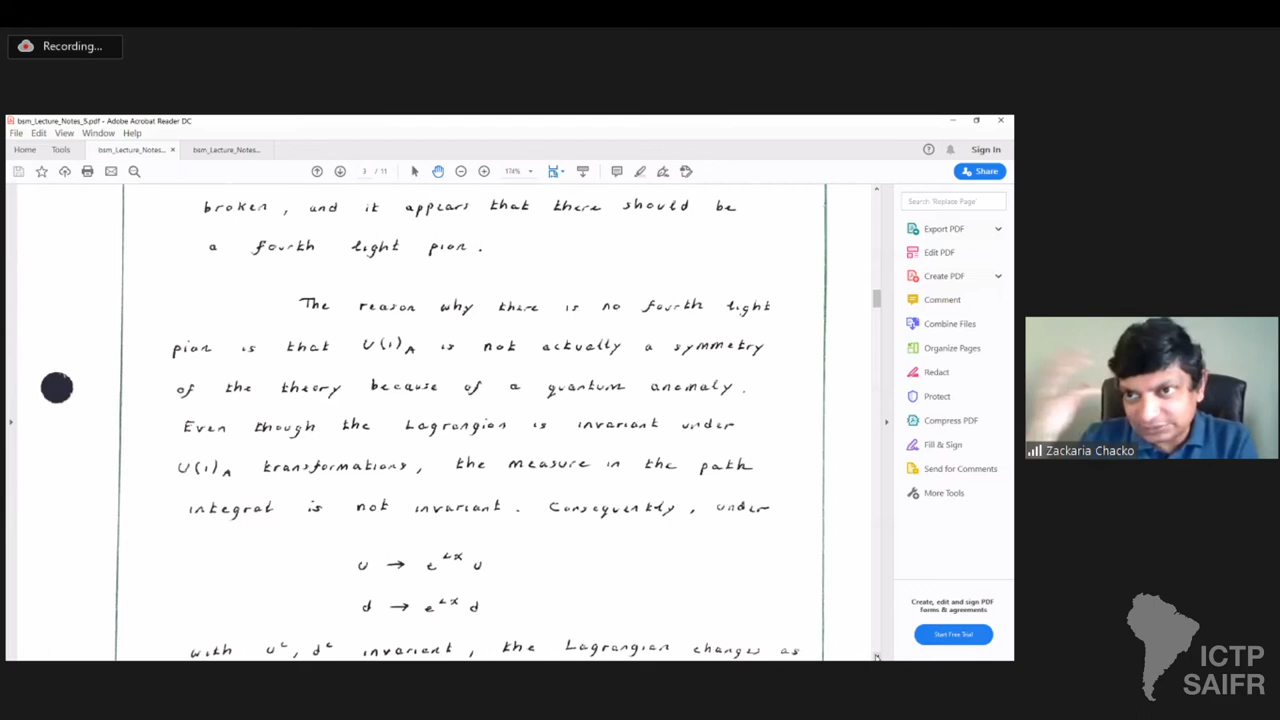 Recording...
bsm_Lecture_Notes_5.pdf - Adobe Acrobat Reader DC
File Edit View Window Help
Home Tools bsm_Lecture_Notes... × bsm_Lecture_Notes... Sign In
3 / 11 174% Share
broken, and it appears that there should be
a fourth light pion.
The reason why there is no fourth light
pion is that U(1)A is not actually a symmetry
of the theory because of a quantum anomaly.
Even though the Lagrangian is invariant under
U(1)A transformations, the measure in the path
integral is not invariant. Consequently, under
u → e^iα u
d → e^iα d
with u^c, d^c invariant, the Lagrangian changes as
Search 'Replace Page'
Export PDF
Edit PDF
Create PDF
Comment
Combine Files
Organize Pages
Redact
Protect
Compress PDF
Fill & Sign
Send for Comments
More Tools
Create, edit and sign PDF
forms & agreements
Start Free Trial
Zackaria Chacko
ICTP
SAIFR